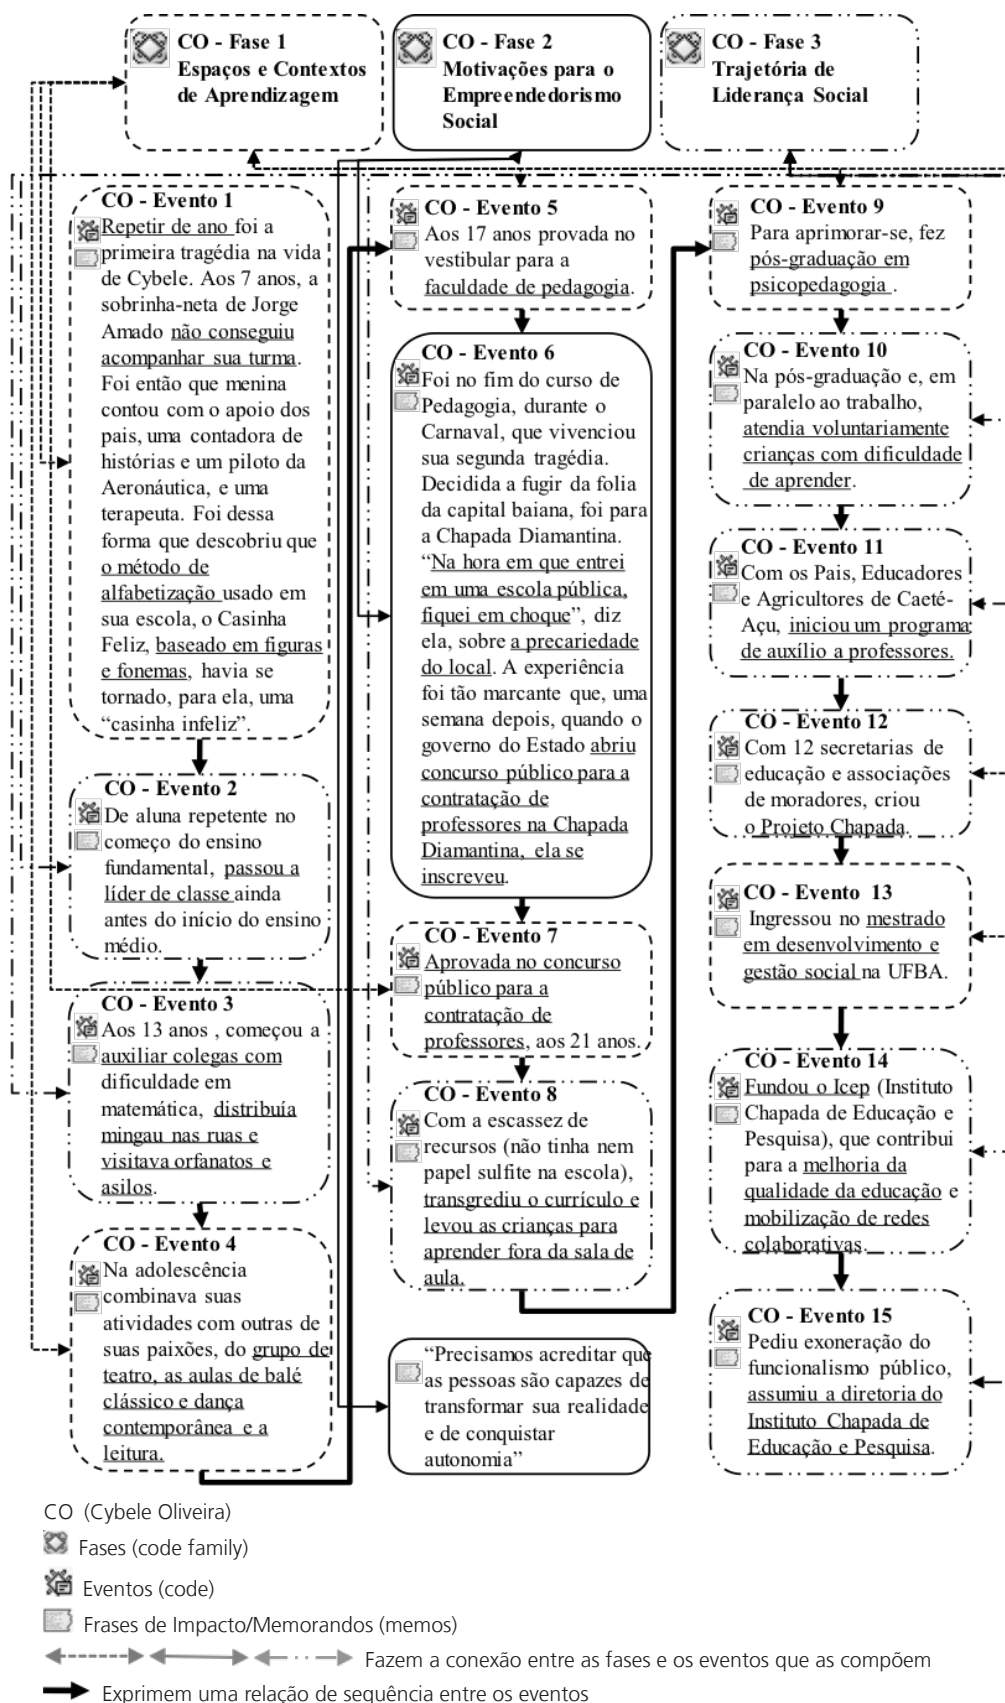 CO - Fase 1
Espaços e Contextos
de Aprendizagem
CO - Fase 2
Motivações para o
Empreendedorismo
Social
CO - Fase 3
Trajetória de
Liderança Social
CO - Evento 1
Repetir de ano foi a
primeira tragédia na vida
de Cybele. Aos 7 anos, a
sobrinha-neta de Jorge
Amado não conseguiu
acompanhar sua turma.
Foi então que menina
contou com o apoio dos
pais, uma contadora de
histórias e um piloto da
Aeronáutica, e uma
terapeuta. Foi dessa
forma que descobriu que
o método de
alfabetização usado em
sua escola, o Casinha
Feliz, baseado em figuras
e fonemas, havia se
tornado, para ela, uma
“casinha infeliz”.
CO - Evento 2
De aluna repetente no
começo do ensino
fundamental, passou a
líder de classe ainda
antes do início do ensino
médio.
CO - Evento 3
Aos 13 anos , começou a
auxiliar colegas com
dificuldade em
matemática, distribuía
mingau nas ruas e
visitava orfanatos e
asilos.
CO - Evento 4
Na adolescência
combinava suas
atividades com outras de
suas paixões, do grupo de
teatro, as aulas de balé
clássico e dança
contemporânea e a
leitura.
CO - Evento 5
Aos 17 anos provada no
vestibular para a
faculdade de pedagogia.
CO - Evento 6
Foi no fim do curso de
Pedagogia, durante o
Carnaval, que vivenciou
sua segunda tragédia.
Decidida a fugir da folia
da capital baiana, foi para
a Chapada Diamantina.
“Na hora em que entrei
em uma escola pública,
fiquei em choque”, diz
ela, sobre a precariedade
do local. A experiência
foi tão marcante que, uma
semana depois, quando o
governo do Estado abriu
concurso público para a
contratação de
professores na Chapada
Diamantina, ela se
inscreveu.
CO - Evento 7
Aprovada no concurso
público para a
contratação de
professores, aos 21 anos.
CO - Evento 8
Com a escassez de
recursos (não tinha nem
papel sulfite na escola),
transgrediu o currículo e
levou as crianças para
aprender fora da sala de
aula.
“Precisamos acreditar que
as pessoas são capazes de
transformar sua realidade
e de conquistar
autonomia”
CO - Evento 9
Para aprimorar-se, fez
pós-graduação em
psicopedagogia .
CO - Evento 10
Na pós-graduação e, em
paralelo ao trabalho,
atendia voluntariamente
crianças com dificuldade
de aprender.
CO - Evento 11
Com os Pais, Educadores
e Agricultores de Caeté-
Açu, iniciou um programa
de auxílio a professores.
CO - Evento 12
Com 12 secretarias de
educação e associações
de moradores, criou
o Projeto Chapada.
CO - Evento 13
Ingressou no mestrado
em desenvolvimento e
gestão social na UFBA.
CO - Evento 14
Fundou o Icep (Instituto
Chapada de Educação e
Pesquisa), que contribui
para a melhoria da
qualidade da educação e
mobilização de redes
colaborativas.
CO - Evento 15
Pediu exoneração do
funcionalismo público,
assumiu a diretoria do
Instituto Chapada de
Educação e Pesquisa.
CO (Cybele Oliveira)
Fases (code family)
Eventos (code)
Frases de Impacto/Memorandos (memos)
Fazem a conexão entre as fases e os eventos que as compõem
Exprimem uma relação de sequência entre os eventos